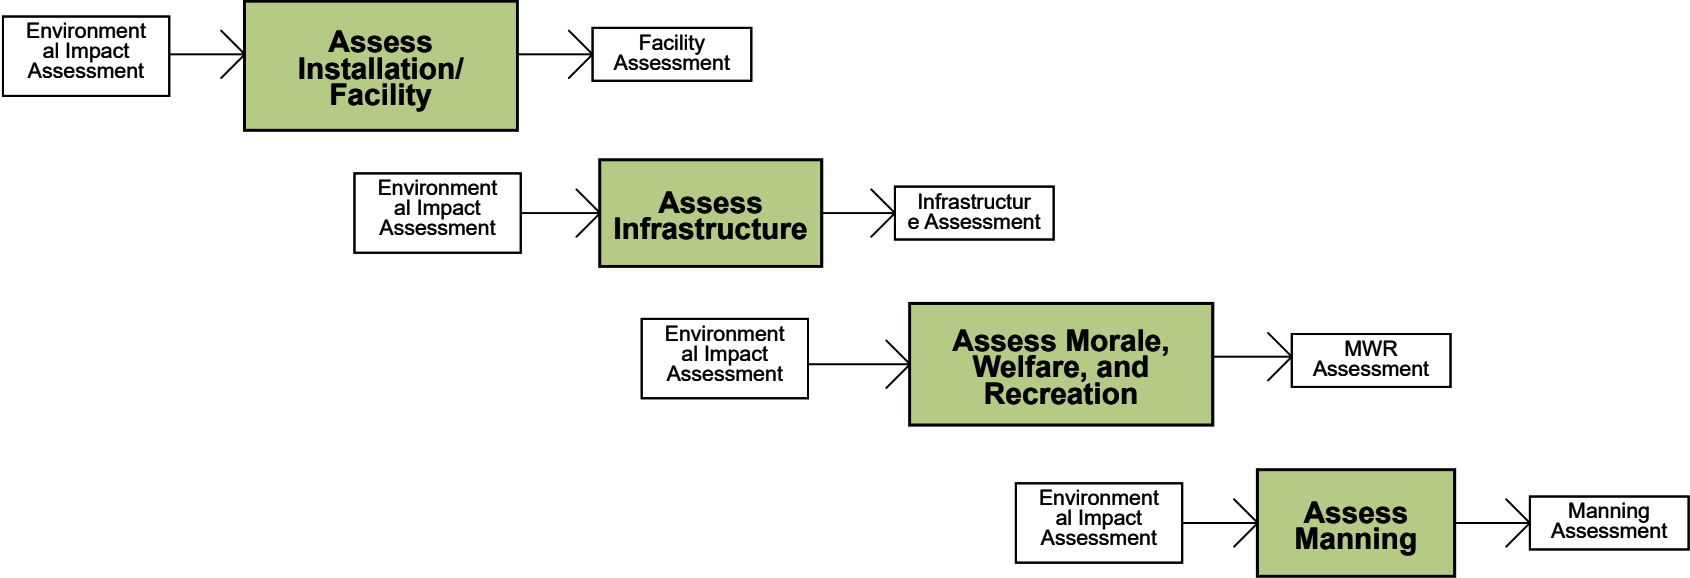 Environment
al Impact
Assessment
Assess
Installation/
Facility
Facility
Assessment
Environment
al Impact
Assessment
Assess
Infrastructure
Infrastructur
e Assessment
Environment
al Impact
Assessment
Assess Morale,
Welfare, and
Recreation
MWR
Assessment
Environment
al Impact
Assessment
Assess
Manning
Manning
Assessment